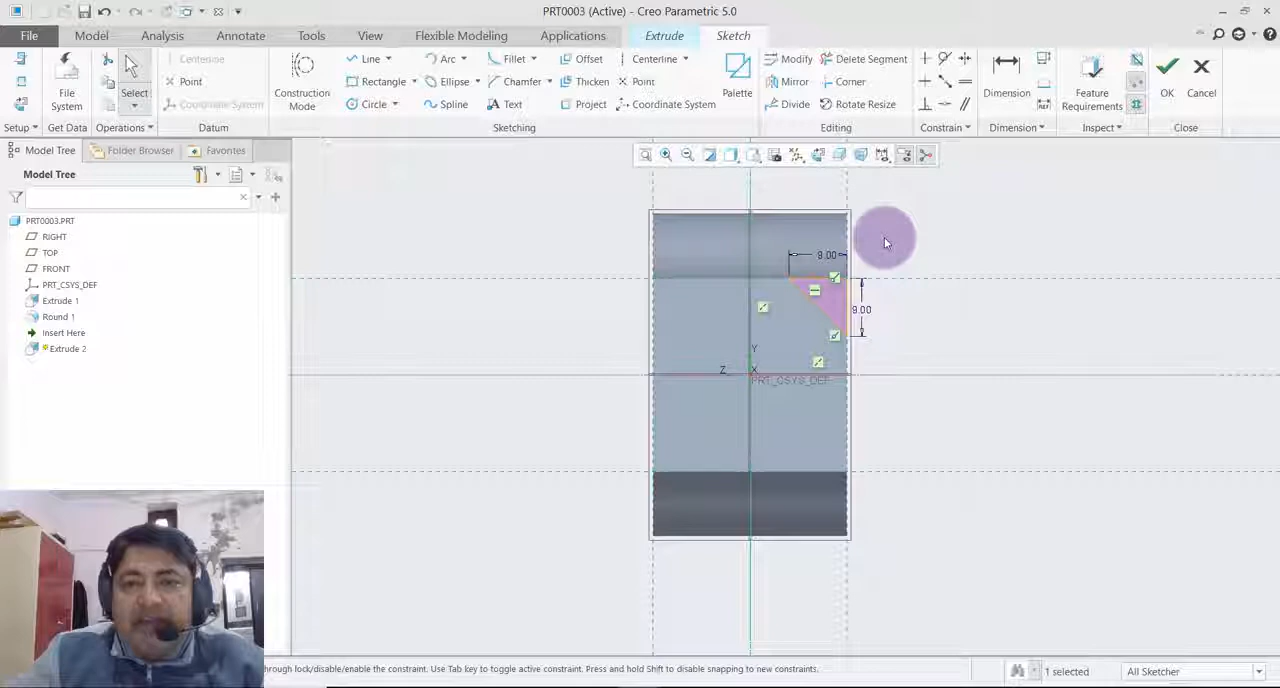 PRT0003 (Active) - Creo Parametric 5.0
File Model Analysis Annotate Tools View Flexible Modeling Applications Extrude Sketch
File System
Select
Centerline
Point
Coordinate System
Construction Mode
Line Arc Fillet Offset Centerline
Rectangle Ellipse Chamfer Thicken Point
Circle Spline Text Project Coordinate System
Palette
Modify Delete Segment
Mirror Corner
Divide Rotate Resize
Dimension
Feature Requirements
OK Cancel
Setup Get Data Operations Datum Sketching Editing Constrain Dimension Inspect Close
Model Tree Folder Browser Favorites
Model Tree
PRT0003.PRT
RIGHT
TOP
FRONT
PRT_CSYS_DEF
Extrude 1
Round 1
Insert Here
Extrude 2
9.00
9.00
Y
Z X
PRT_CSYS_DEF
through lock/disable/enable the constraint. Use Tab key to toggle active constraint. Press and hold Shift to disable snapping to new constraints.
1 selected
All Sketcher